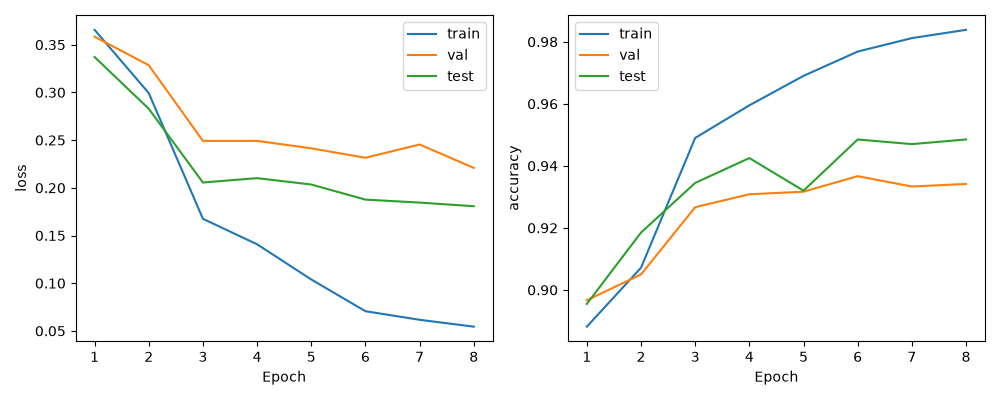 loss
0.35
0.30
0.25
0.20
0.15
0.10
0.05
train
val
test
1 2 3 4 5 6 7 8
Epoch
accuracy
0.98
0.96
0.94
0.92
0.90
train
val
test
1 2 3 4 5 6 7 8
Epoch